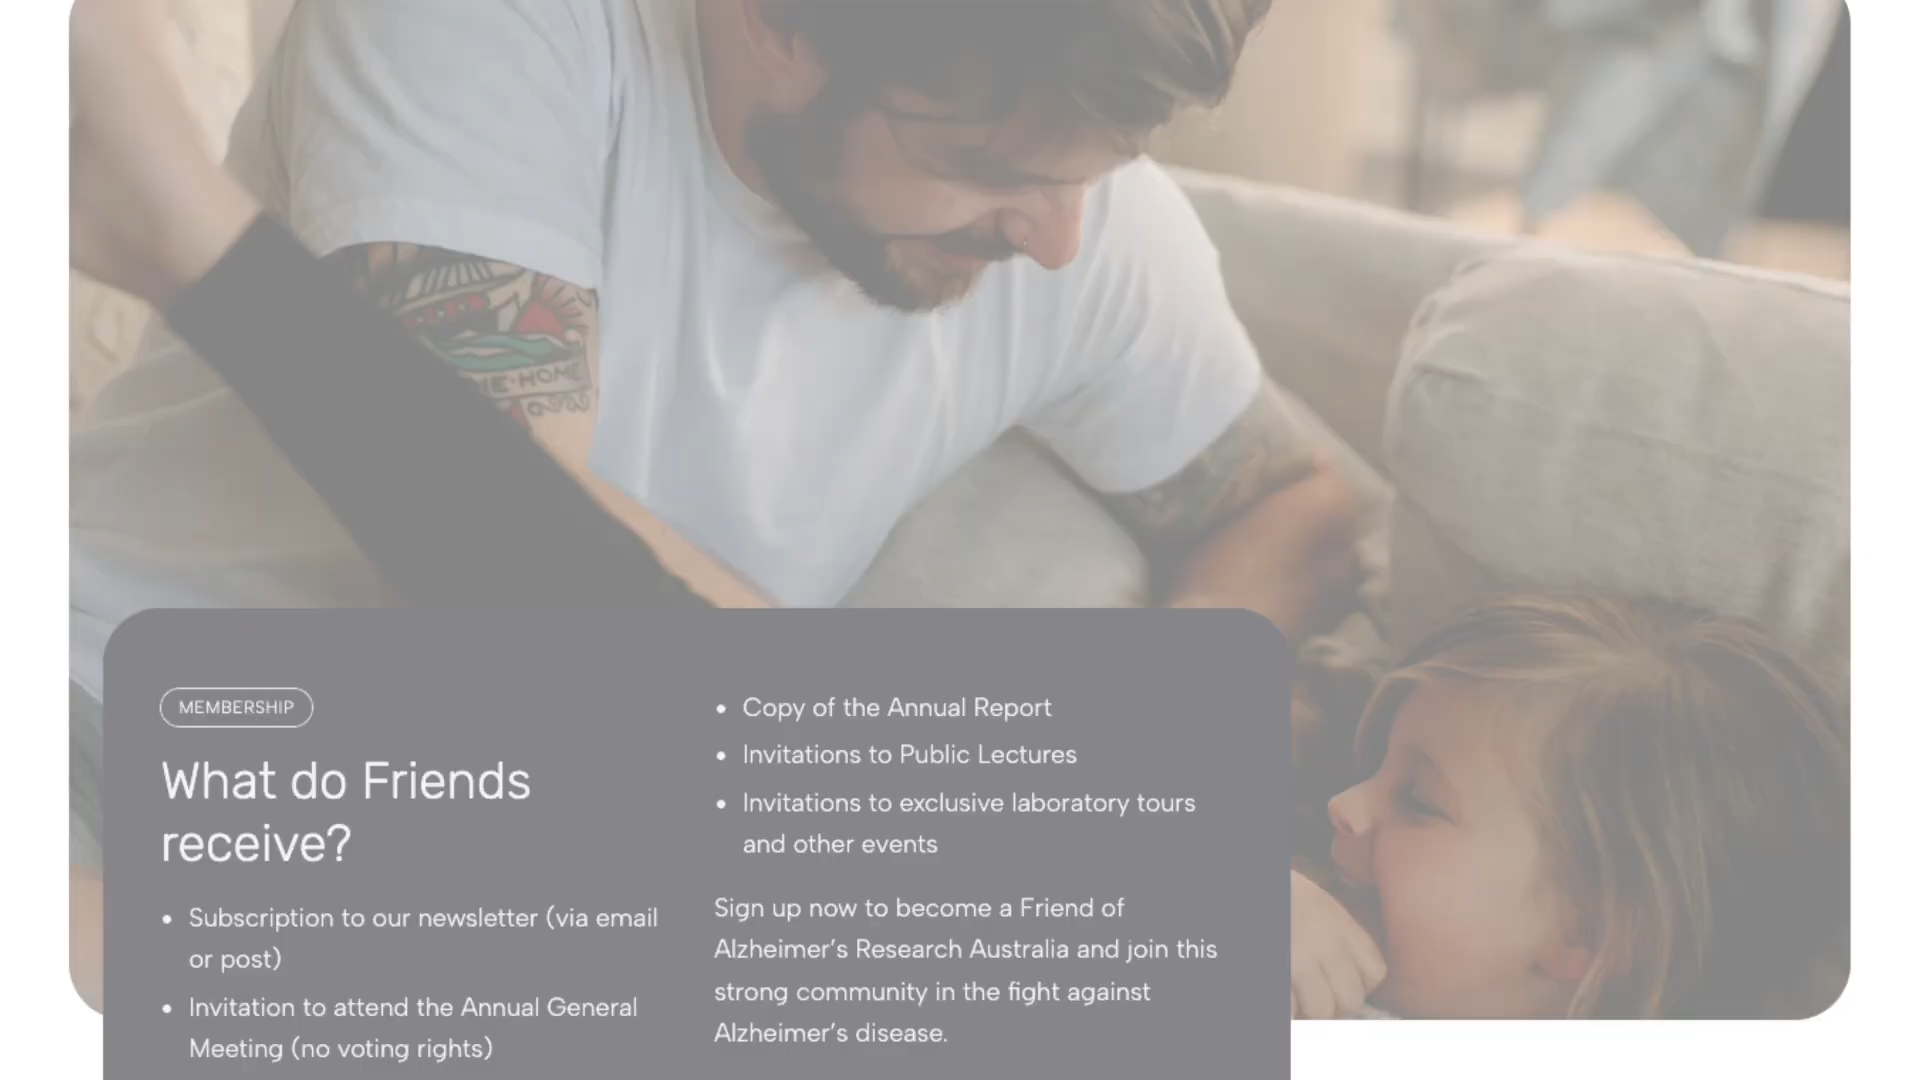 HOME
MEMBERSHIP
What do Friends
receive?
• Subscription to our newsletter (via email
or post)
• Invitation to attend the Annual General
Meeting (no voting rights)
• Copy of the Annual Report
• Invitations to Public Lectures
• Invitations to exclusive laboratory tours
and other events
Sign up now to become a Friend of
Alzheimer’s Research Australia and join this
strong community in the fight against
Alzheimer’s disease.